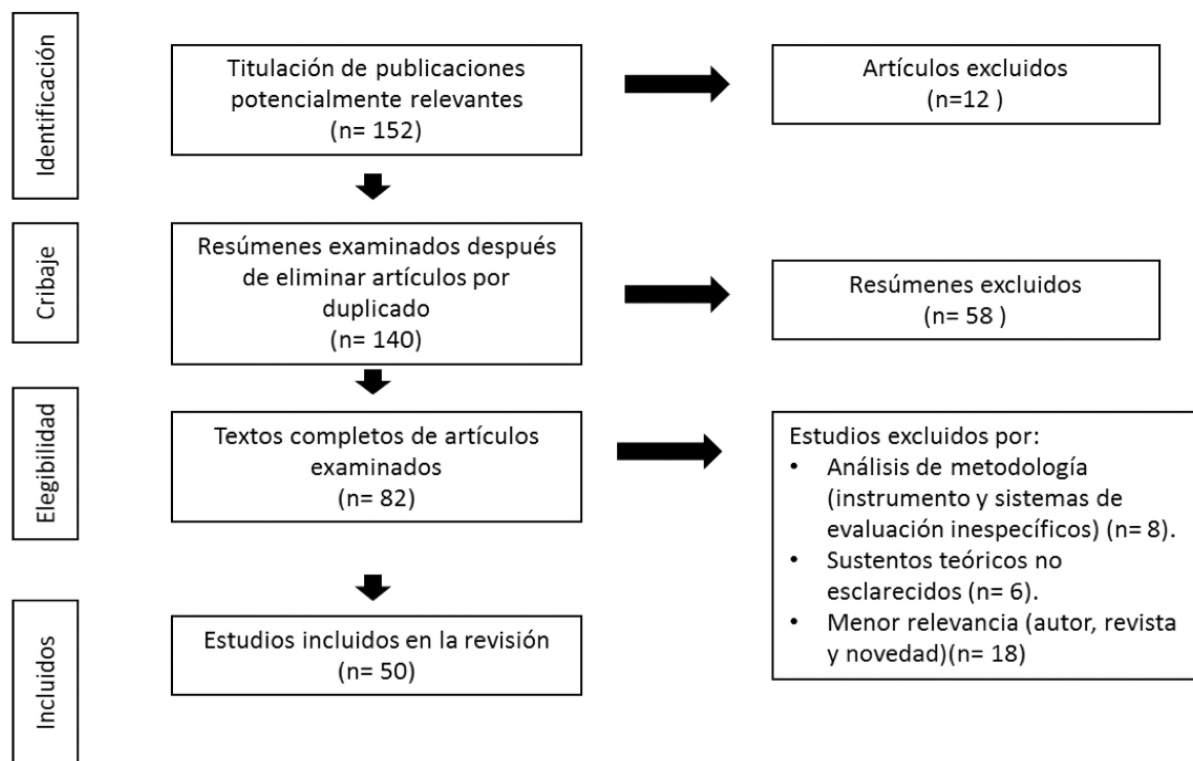 Identificación
Titulación de publicaciones
potencialmente relevantes
(n= 152)
Artículos excluidos
(n=12 )
Cribaje
Resúmenes examinados después
de eliminar artículos por
duplicado
(n= 140)
Resúmenes excluidos
(n= 58 )
Elegibilidad
Textos completos de artículos
examinados
(n= 82)
Estudios excluidos por:
• Análisis de metodología
(instrumento y sistemas de
evaluación inespecíficos) (n= 8).
• Sustentos teóricos no
esclarecidos (n= 6).
• Menor relevancia (autor, revista
y novedad)(n= 18)
Incluidos
Estudios incluidos en la revisión
(n= 50)